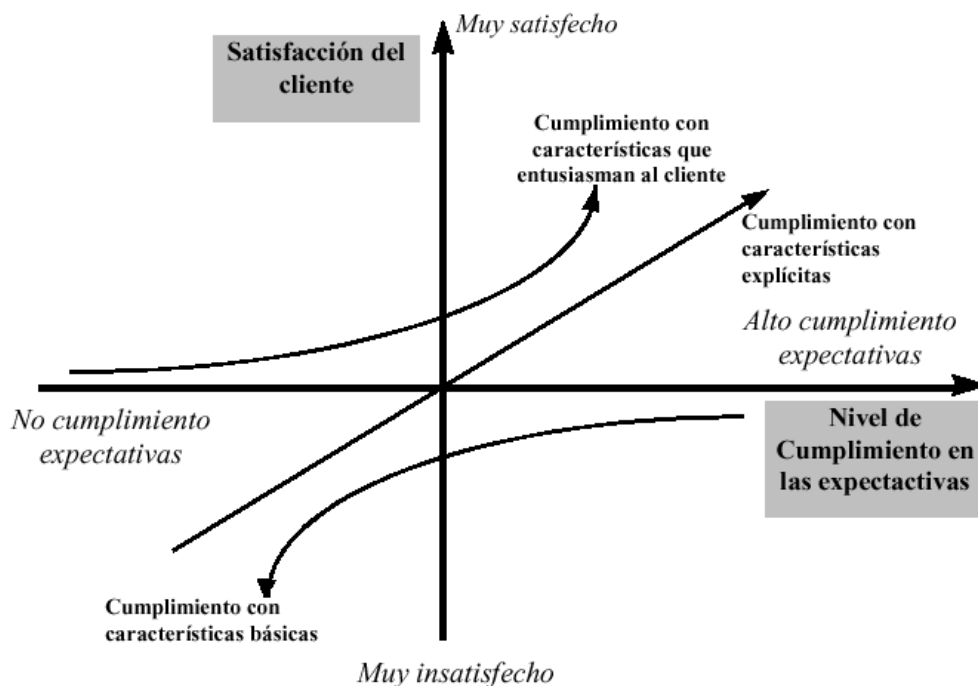 Muy satisfecho
Satisfacción del
cliente
Cumplimiento con
características que
entusiasman al cliente
Cumplimiento con
características
explícitas
Alto cumplimiento
expectativas
No cumplimiento
expectativas
Nivel de
Cumplimiento en
las expectactivas
Cumplimiento con
características básicas
Muy insatisfecho